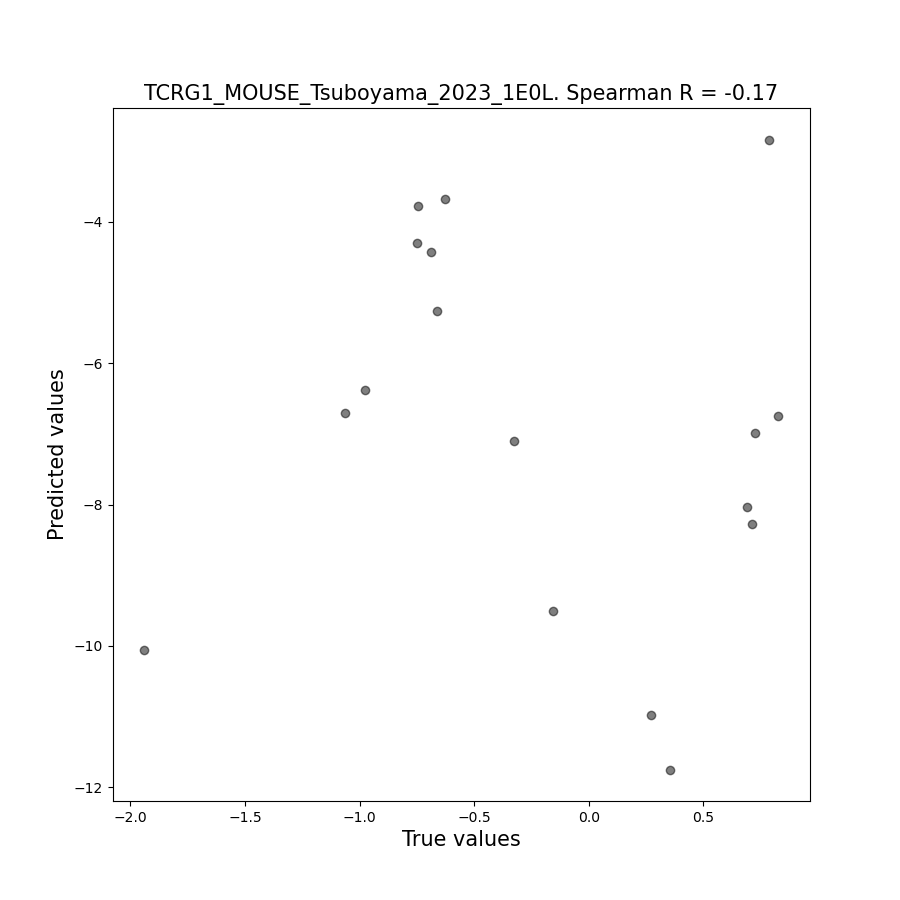 TCRG1_MOUSE_Tsuboyama_2023_1E0L. Spearman R = -0.17
−4
−6
−8
−10
−12
Predicted values
−2.0 −1.5 −1.0 −0.5 0.0 0.5
True values